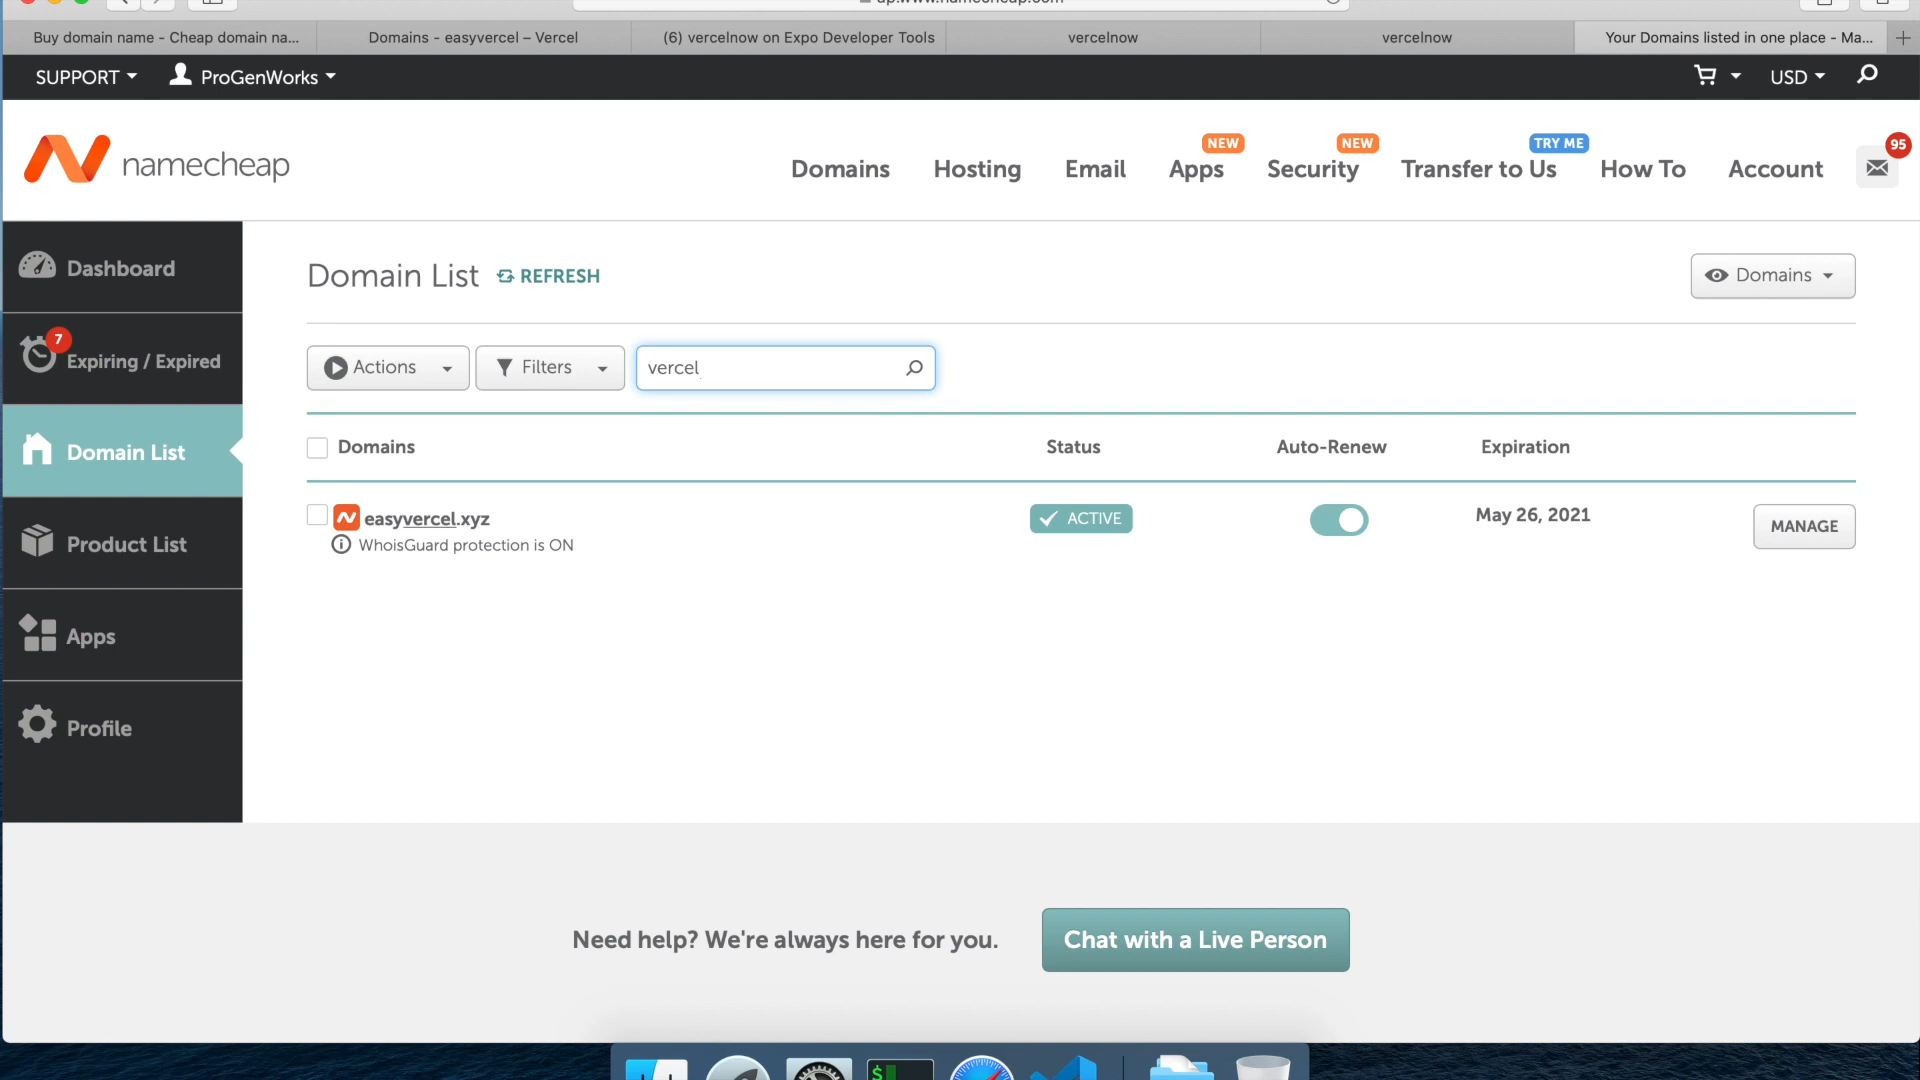 Buy domain name - Cheap domain na... Domains - easyvercel – Vercel (6) vercelnow on Expo Developer Tools vercelnow vercelnow Your Domains listed in one place - Ma...
SUPPORT ProGenWorks USD
namecheap
Domains Hosting Email Apps NEW Security NEW Transfer to Us TRY ME How To Account 95
Dashboard
7
Expiring / Expired
Domain List
Product List
Apps
Profile
Domain List REFRESH Domains
Actions Filters vercel
Domains Status Auto-Renew Expiration
easyvercel.xyz ACTIVE May 26, 2021 MANAGE
WhoisGuard protection is ON
Need help? We're always here for you. Chat with a Live Person
$